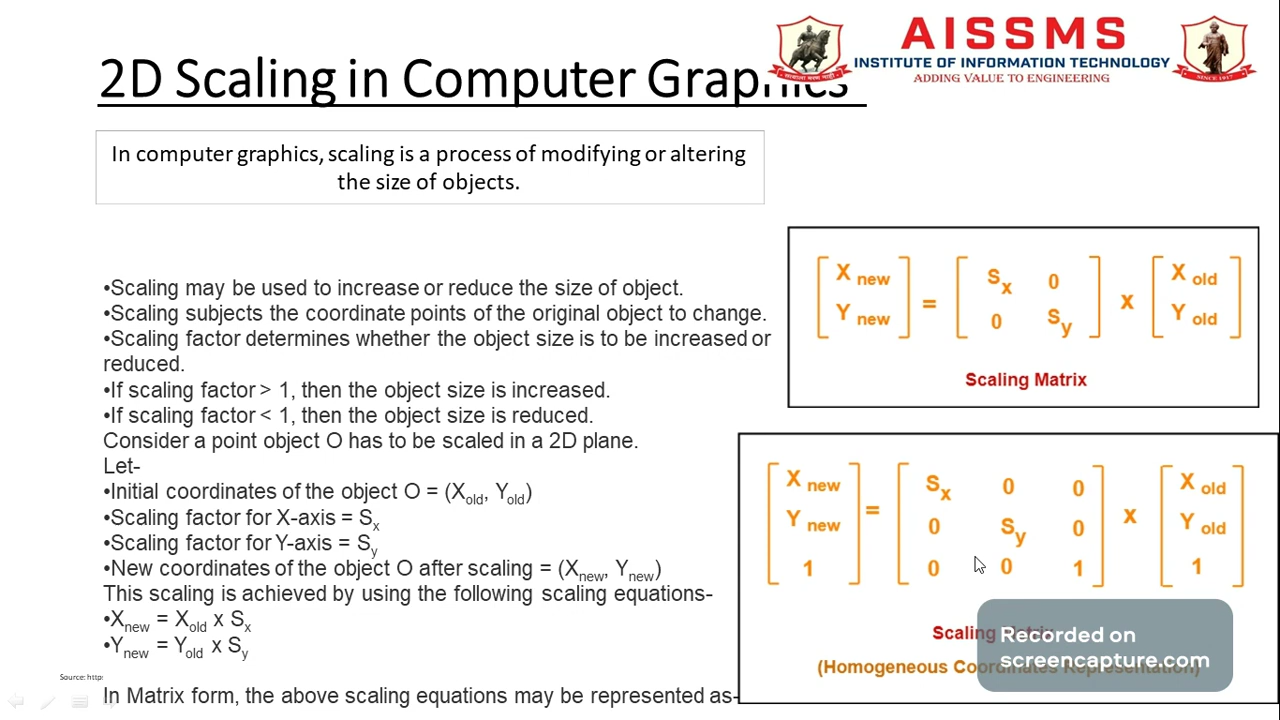 AISSMS
INSTITUTE OF INFORMATION TECHNOLOGY
ADDING VALUE TO ENGINEERING
SINCE 1917
2D Scaling in Computer Graphics
In computer graphics, scaling is a process of modifying or altering
the size of objects.
•Scaling may be used to increase or reduce the size of object.
•Scaling subjects the coordinate points of the original object to change.
•Scaling factor determines whether the object size is to be increased or
reduced.
•If scaling factor > 1, then the object size is increased.
•If scaling factor < 1, then the object size is reduced.
Consider a point object O has to be scaled in a 2D plane.
Let-
•Initial coordinates of the object O = (Xold, Yold)
•Scaling factor for X-axis = Sx
•Scaling factor for Y-axis = Sy
•New coordinates of the object O after scaling = (Xnew, Ynew)
This scaling is achieved by using the following scaling equations-
•Xnew = Xold x Sx
•Ynew = Yold x Sy
Source: http:
In Matrix form, the above scaling equations may be represented as-
X new Sx 0 X old
= x
Y new 0 Sy Y old
Scaling Matrix
X new Sx 0 0 X old
Y new = 0 Sy 0 x Y old
1 0 0 1 1
Scaling Matrix
(Homogeneous Coordinates Representation)
Recorded on
screencapture.com